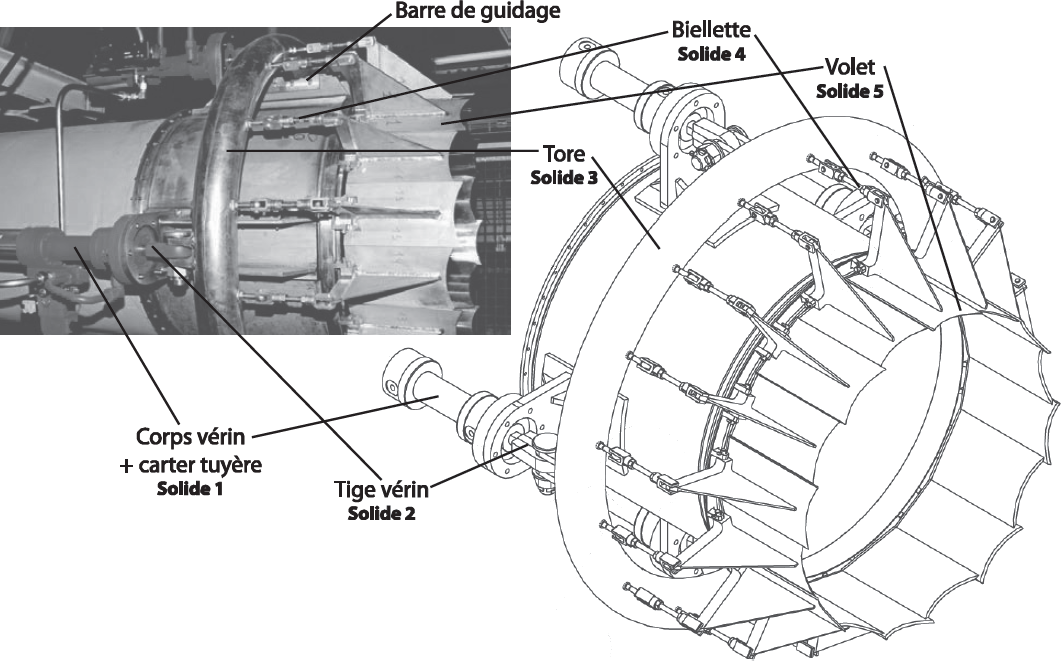 Barre de guidage
Biellette
Solide 4
Volet
Solide 5
Tore
Solide 3
Corps vérin
+ carter tuyère
Solide 1
Tige vérin
Solide 2